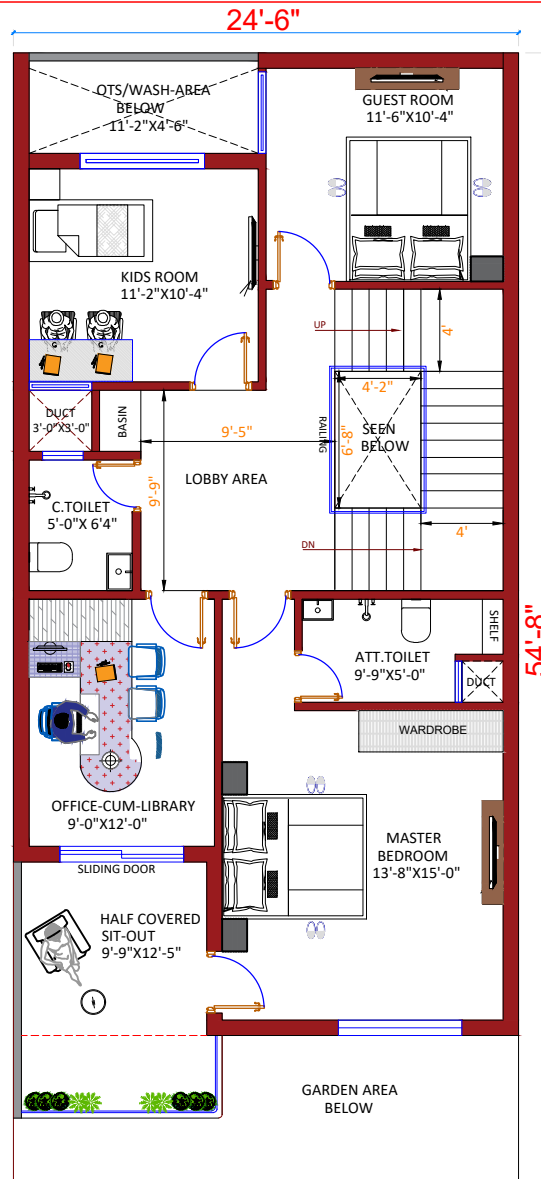 24'-6"
OTS/WASH-AREA
BELOW
11'-2"X4'-6"
GUEST ROOM
11'-6"X10'-4"
KIDS ROOM
11'-2"X10'-4"
UP
4'
4'-2"
DUCT
3'-0"X3'-0"
BASIN
9'-5"
RAILING
6'-8"
SEEN
BELOW
LOBBY AREA
9'-9"
C.TOILET
5'-0"X 6'4"
4'
DN
54'-8"
SHELF
ATT.TOILET
9'-9"X5'-0"
DUCT
WARDROBE
OFFICE-CUM-LIBRARY
9'-0"X12'-0"
MASTER
BEDROOM
13'-8"X15'-0"
SLIDING DOOR
HALF COVERED
SIT-OUT
9'-9"X12'-5"
GARDEN AREA
BELOW